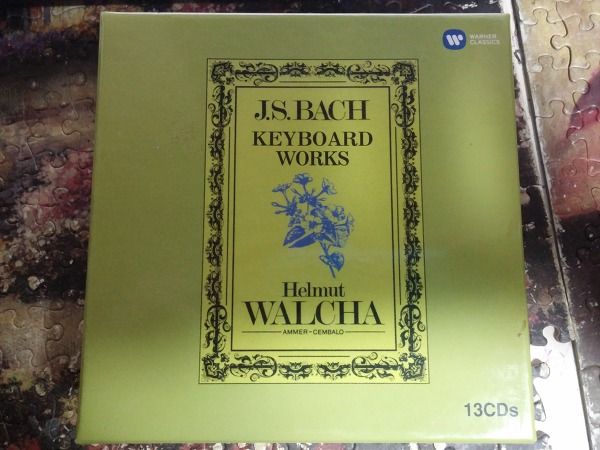 WARNER
CLASSICS
J.S.BACH
KEYBOARD
WORKS
Helmut
WALCHA
AMMER-CEMBALO
13CDs